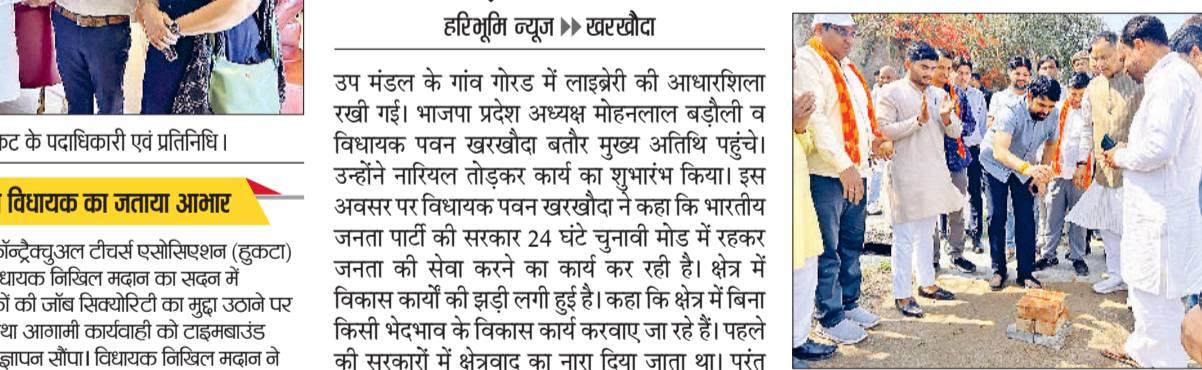 कट के पदाधिकारी एवं प्रतिनिधि।
विधायक का जताया आभार
कॉन्ट्रैक्चुअल टीचर्स एसोसिएशन (हुकटा)
विधायक निखिल मदान का सदन में
की जॉब सिक्योरिटी का मुद्दा उठाने पर
तथा आगामी कार्यवाही को टाइमबाउंड
ज्ञापन सौंपा। विधायक निखिल मदान ने
हरिभूमि न्यूज ▶▶ खरखौदा
उप मंडल के गांव गोरड में लाइब्रेरी की आधारशिला
रखी गई। भाजपा प्रदेश अध्यक्ष मोहनलाल बड़ौली व
विधायक पवन खरखौदा बतौर मुख्य अतिथि पहुंचे।
उन्होंने नारियल तोड़कर कार्य का शुभारंभ किया। इस
अवसर पर विधायक पवन खरखौदा ने कहा कि भारतीय
जनता पार्टी की सरकार 24 घंटे चुनावी मोड में रहकर
जनता की सेवा करने का कार्य कर रही है। क्षेत्र में
विकास कार्यों की झड़ी लगी हुई है। कहा कि क्षेत्र में बिना
किसी भेदभाव के विकास कार्य करवाए जा रहे हैं। पहले
की सरकारों में क्षेत्रवाद का नारा दिया जाता था। परंतु